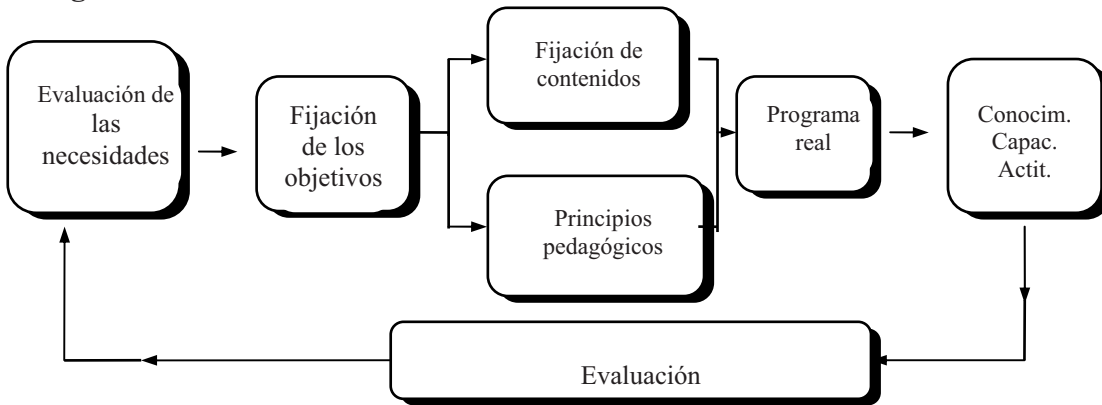 Evaluación de
las
necesidades
Fijación
de los
objetivos
Fijación de
contenidos
Principios
pedagógicos
Programa
real
Conocim.
Capac.
Actit.
Evaluación